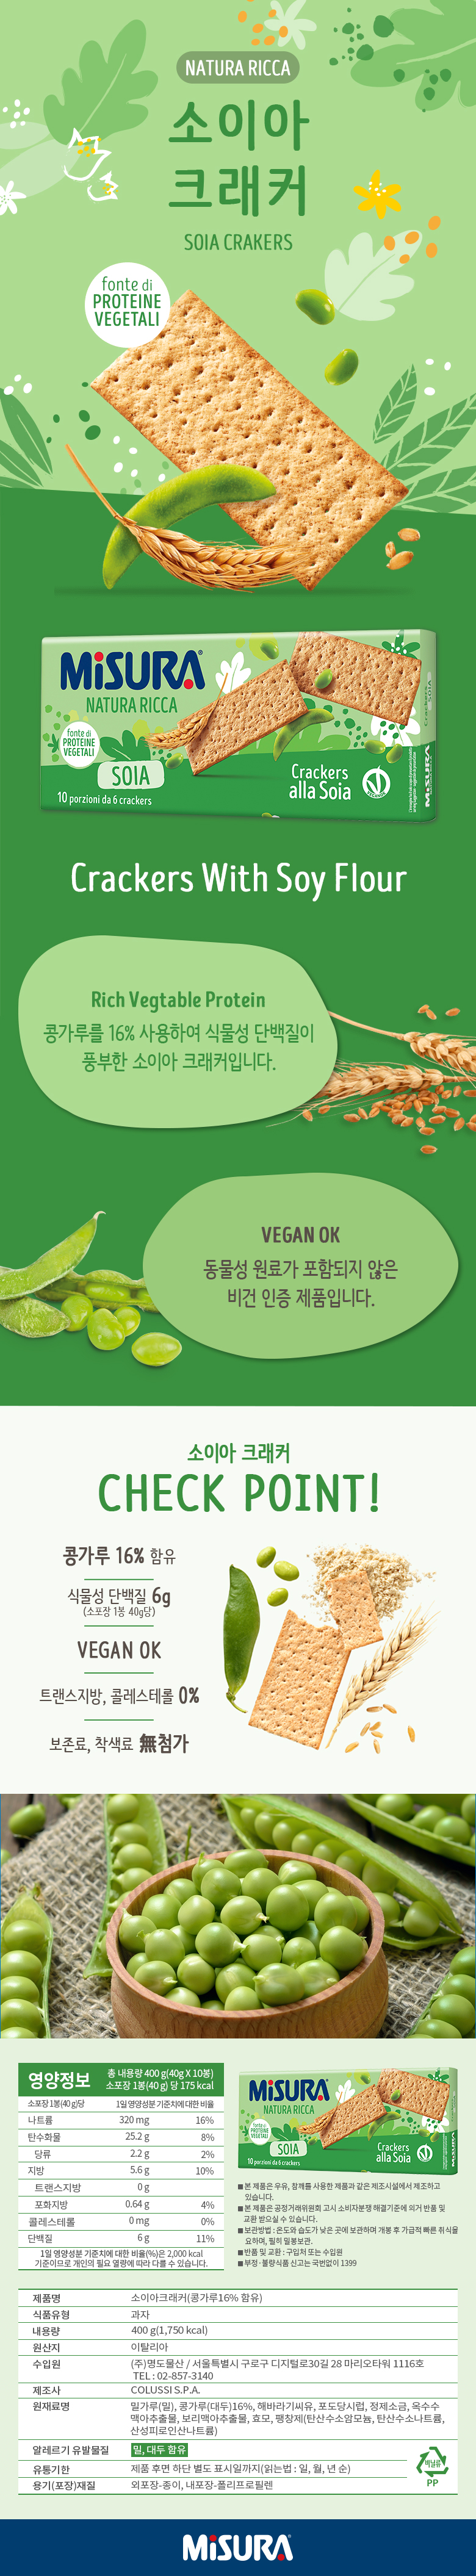 NATURA RICCA
소이아
크래커
SOIA CRAKERS
fonte di
PROTEINE
VEGETALI
MiSURA
NATURA RICCA
fonte di
PROTEINE
VEGETALI
SOIA
10 porzioni da 6 crackers
Crackers
alla Soia
Crackers
SOIA
MiSURA
Crackers With Soy Flour
Rich Vegtable Protein
콩가루를 16% 사용하여 식물성 단백질이
풍부한 소이아 크래커입니다.
VEGAN OK
동물성 원료가 포함되지 않은
비건 인증 제품입니다.
소이아 크래커
CHECK POINT!
콩가루 16% 함유
식물성 단백질 6g
(소포장 1봉 40g당)
VEGAN OK
트랜스지방, 콜레스테롤 0%
보존료, 착색료 無첨가
영양정보
총 내용량 400 g(40g X 10봉)
소포장 1봉(40 g) 당 175 kcal
소포장 1봉(40 g)당 1일 영양성분 기준치에 대한 비율
나트륨 320 mg 16%
탄수화물 25.2 g 8%
당류 2.2 g 2%
지방 5.6 g 10%
트랜스지방 0 g
포화지방 0.64 g 4%
콜레스테롤 0 mg 0%
단백질 6 g 11%
1일 영양성분 기준치에 대한 비율(%)은 2,000 kcal
기준이므로 개인의 필요 열량에 따라 다를 수 있습니다.
MiSURA
NATURA RICCA
fonte di
PROTEINE
VEGETALI
SOIA
10 porzioni da 6 crackers
Crackers
alla Soia
■ 본 제품은 우유, 참깨를 사용한 제품과 같은 제조시설에서 제조하고
있습니다.
■ 본 제품은 공정거래위원회 고시 소비자분쟁 해결기준에 의거 반품 및
교환 받으실 수 있습니다.
■ 보관방법 : 온도와 습도가 낮은 곳에 보관하며 개봉 후 가급적 빠른 취식을
요하며, 필히 밀봉보관.
■ 반품 및 교환 : 구입처 또는 수입원
■ 부정·불량식품 신고는 국번없이 1399
제품명 소이아크래커(콩가루16% 함유)
식품유형 과자
내용량 400 g(1,750 kcal)
원산지 이탈리아
수입원 (주)명도물산 / 서울특별시 구로구 디지털로30길 28 마리오타워 1116호
TEL : 02-857-3140
제조사 COLUSSI S.P.A.
원재료명 밀가루(밀), 콩가루(대두)16%, 해바라기씨유, 포도당시럽, 정제소금, 옥수수
맥아추출물, 보리맥아추출물, 효모, 팽창제(탄산수소암모늄, 탄산수소나트륨,
산성피로인산나트륨)
알레르기 유발물질 밀, 대두 함유
유통기한 제품 후면 하단 별도 표시일까지(읽는법 : 일, 월, 년 순)
용기(포장)재질 외포장-종이, 내포장-폴리프로필렌
비닐류
PP
MiSURA